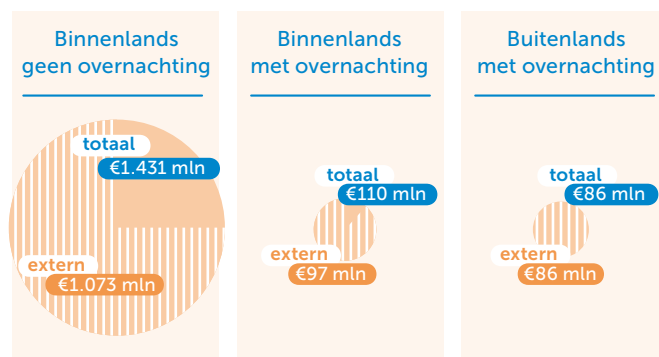 Binnenlands
geen overnachting
totaal
€1.431 mln
extern
€1.073 mln
Binnenlands
met overnachting
totaal
€110 mln
extern
€97 mln
Buitenlands
met overnachting
totaal
€86 mln
extern
€86 mln